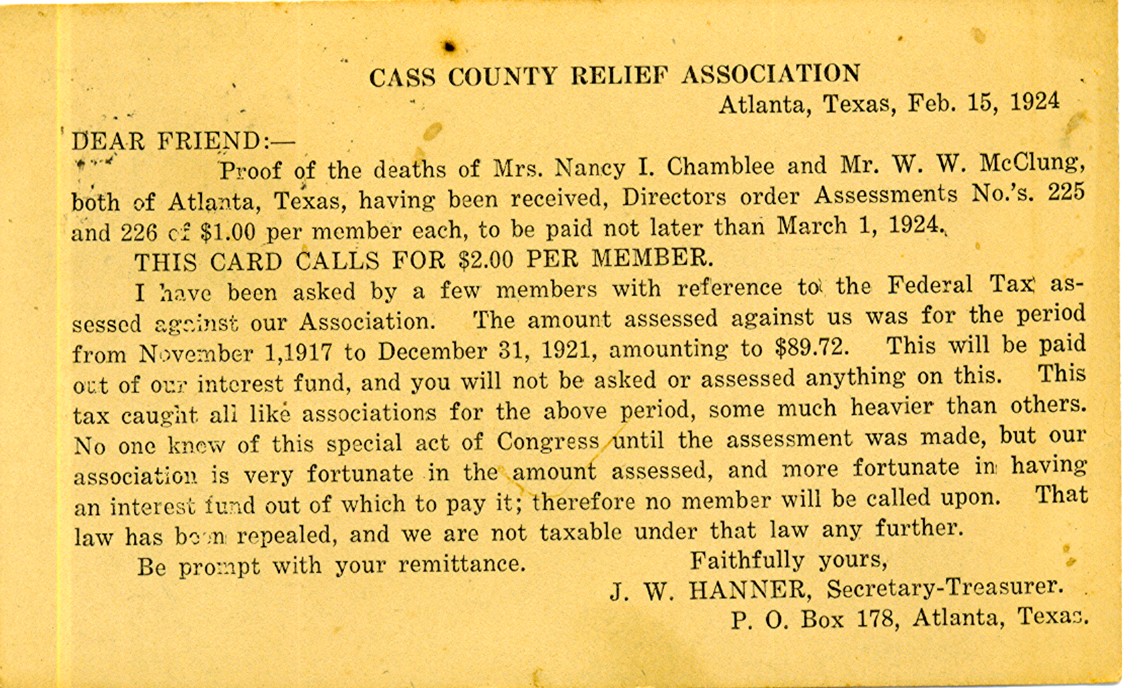 CASS COUNTY RELIEF ASSOCIATION
Atlanta, Texas, Feb. 15, 1924
DEAR FRIEND:—
Proof of the deaths of Mrs. Nancy I. Chamblee and Mr. W. W. McClung,
both of Atlanta, Texas, having been received, Directors order Assessments No.'s. 225
and 226 of $1.00 per member each, to be paid not later than March 1, 1924.
THIS CARD CALLS FOR $2.00 PER MEMBER.
I have been asked by a few members with reference to the Federal Tax as-
sessed against our Association. The amount assessed against us was for the period
from November 1,1917 to December 31, 1921, amounting to $89.72. This will be paid
out of our interest fund, and you will not be asked or assessed anything on this. This
tax caught all like associations for the above period, some much heavier than others.
No one knew of this special act of Congress until the assessment was made, but our
association is very fortunate in the amount assessed, and more fortunate in having
an interest fund out of which to pay it; therefore no member will be called upon. That
law has been repealed, and we are not taxable under that law any further.
Be prompt with your remittance. Faithfully yours,
J. W. HANNER, Secretary-Treasurer.
P. O. Box 178, Atlanta, Texas.